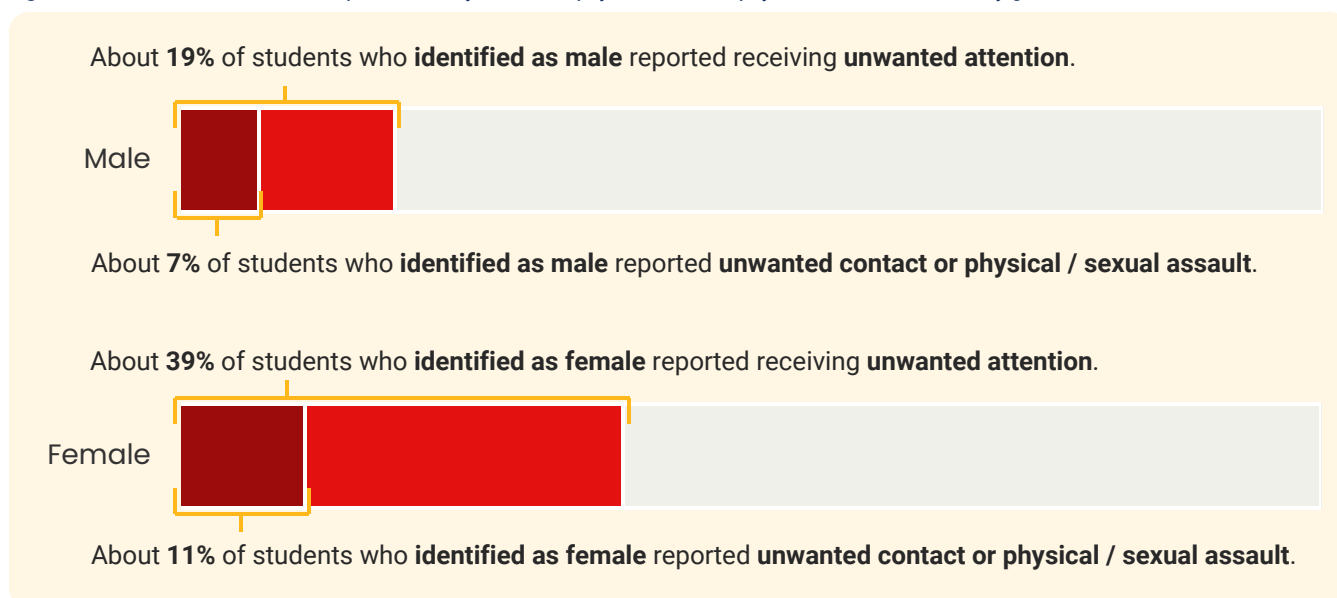 About 19% of students who identified as male reported receiving unwanted attention.
Male
About 7% of students who identified as male reported unwanted contact or physical / sexual assault.
About 39% of students who identified as female reported receiving unwanted attention.
Female
About 11% of students who identified as female reported unwanted contact or physical / sexual assault.